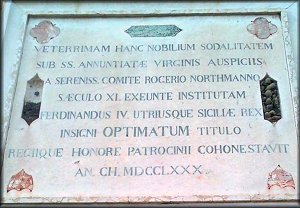 VETERRIMAM HANC NOBILIUM SODALITATEM
SUB SS. ANNUNTIATÆ VIRGINIS AUSPICIIS
A SERENISS. COMITE ROGERIO NORTHMANNO
SÆCULO XI. EXEUNTE INSTITUTAM
FERDINANDUS IV. UTRIUSQUE SICILIÆ REX
INSIGNI OPTIMATUM TITULO
REGIIQUE HONORE PATROCINII COHONESTAVIT
AN. CH. MDCCLXXX.